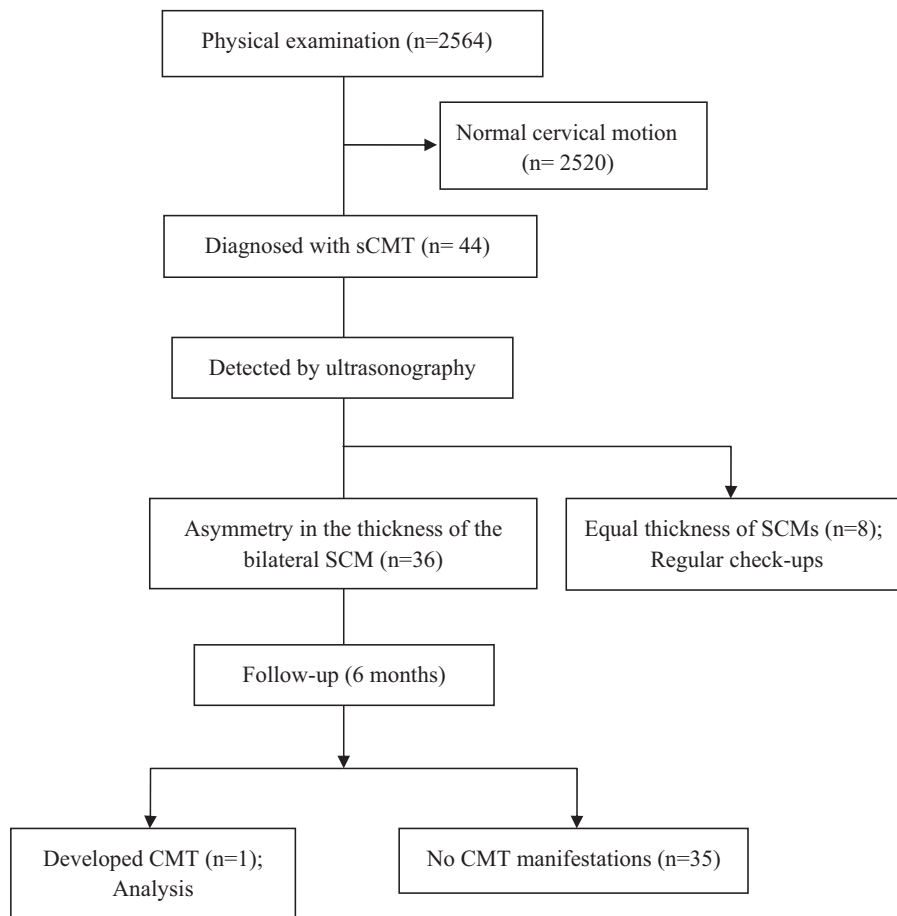 Physical examination (n=2564)
Normal cervical motion
(n= 2520)
Diagnosed with sCMT (n= 44)
Detected by ultrasonography
Asymmetry in the thickness of the
bilateral SCM (n=36)
Equal thickness of SCMs (n=8);
Regular check-ups
Follow-up (6 months)
Developed CMT (n=1);
Analysis
No CMT manifestations (n=35)